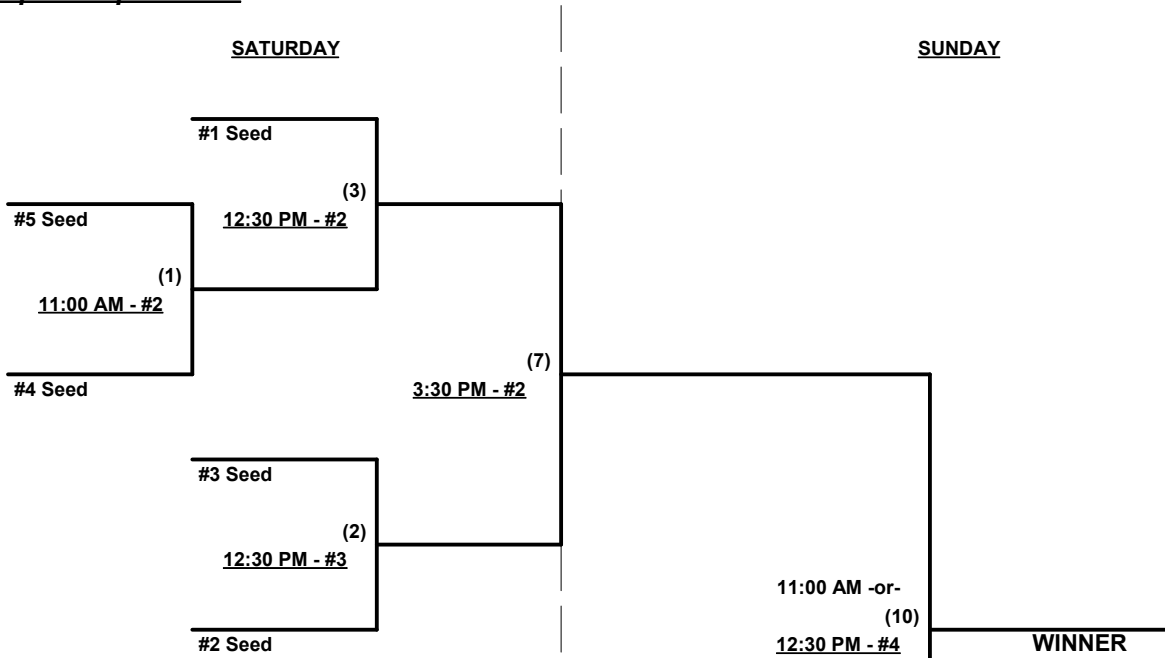 SATURDAY
SUNDAY
#1 Seed
(3)
#5 Seed
12:30 PM - #2
(1)
11:00 AM - #2
(7)
#4 Seed
3:30 PM - #2
#3 Seed
(2)
12:30 PM - #3
11:00 AM -or-
(10)
#2 Seed
12:30 PM - #4
WINNER